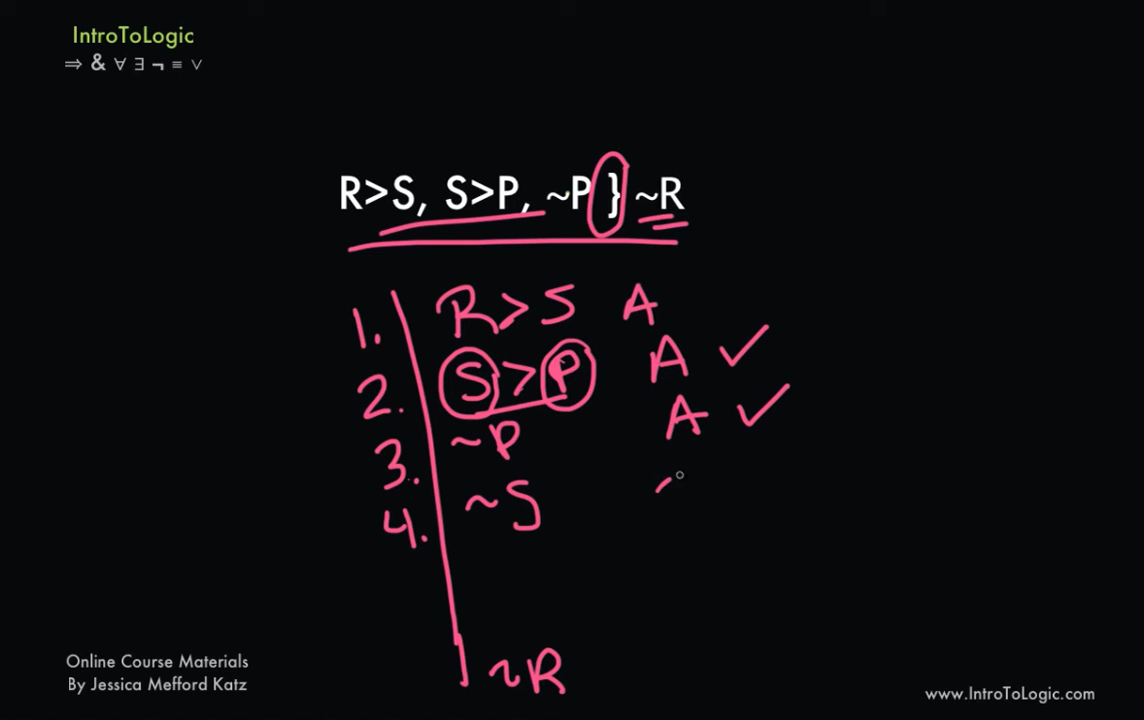 IntroToLogic
⇒ & ∀ ∃ ¬ ≡ ∨
R>S, S>P, ~P } ~R
1. R > S A
2. S > P A
3. ~P A
4. ~S
~R
Online Course Materials
By Jessica Mefford Katz
www.IntroToLogic.com